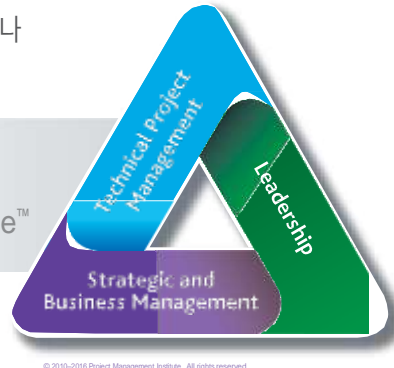 나
Technical Project
Management
Leadership
e™
Strategic and
Business Management
© 2010–2016 Project Management Institute. All rights reserved